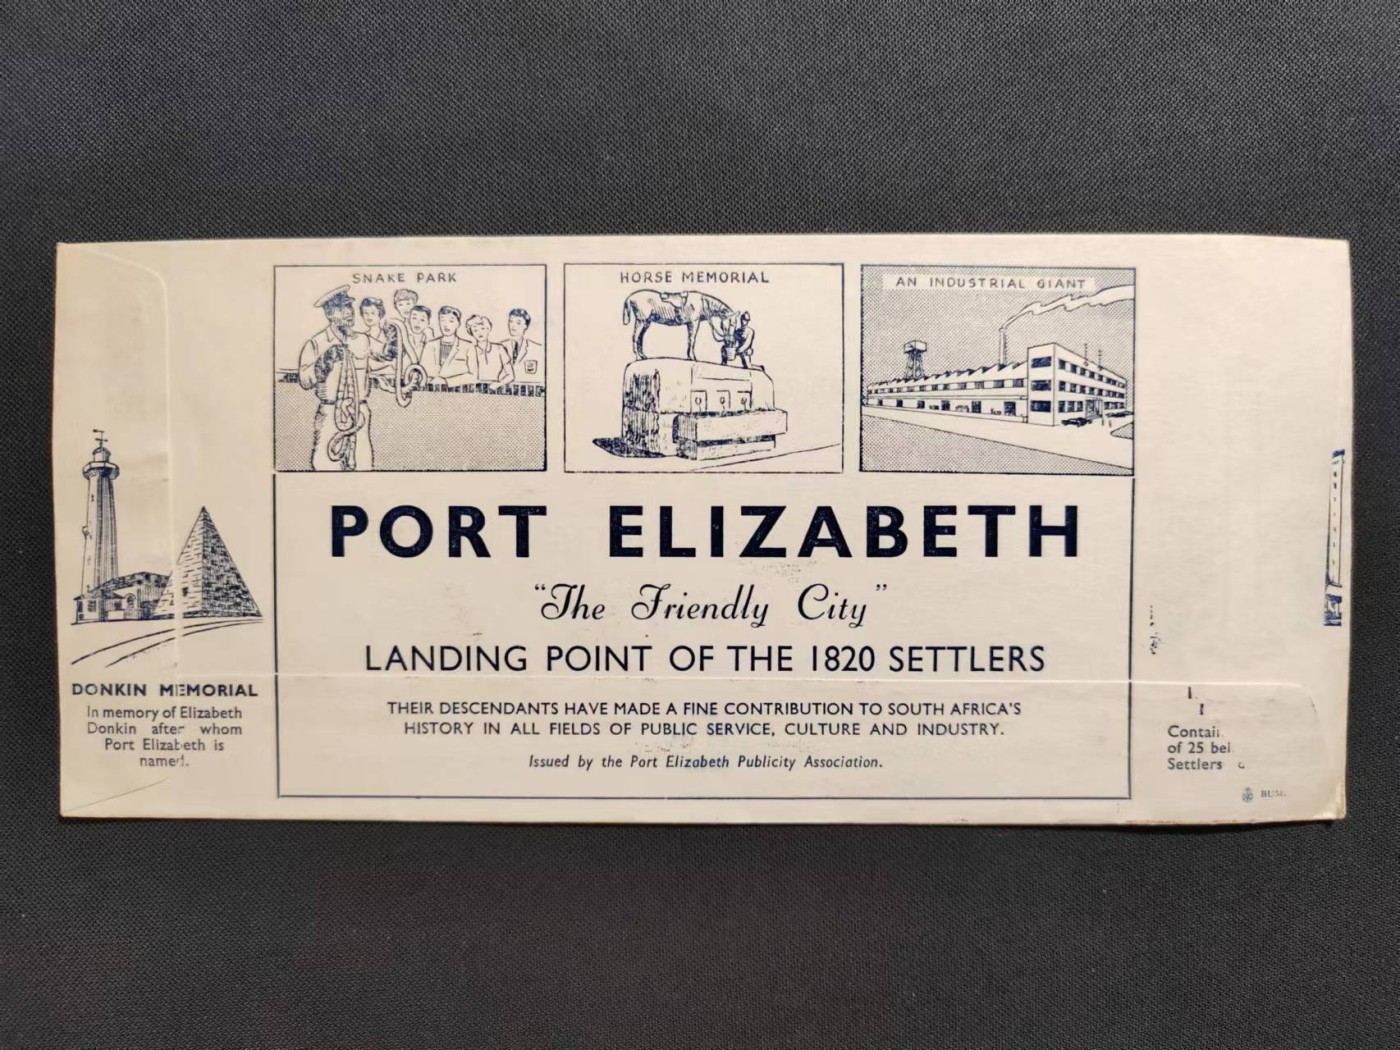 SNAKE PARK
HORSE MEMORIAL
AN INDUSTRIAL GIANT
PORT ELIZABETH
"The Friendly City"
LANDING POINT OF THE 1820 SETTLERS
THEIR DESCENDANTS HAVE MADE A FINE CONTRIBUTION TO SOUTH AFRICA'S
HISTORY IN ALL FIELDS OF PUBLIC SERVICE, CULTURE AND INDUSTRY.
Issued by the Port Elizabeth Publicity Association.
DONKIN MEMORIAL
In memory of Elizabeth
Donkin after whom
Port Elizabeth is
named.
of 25 bel
Settlers